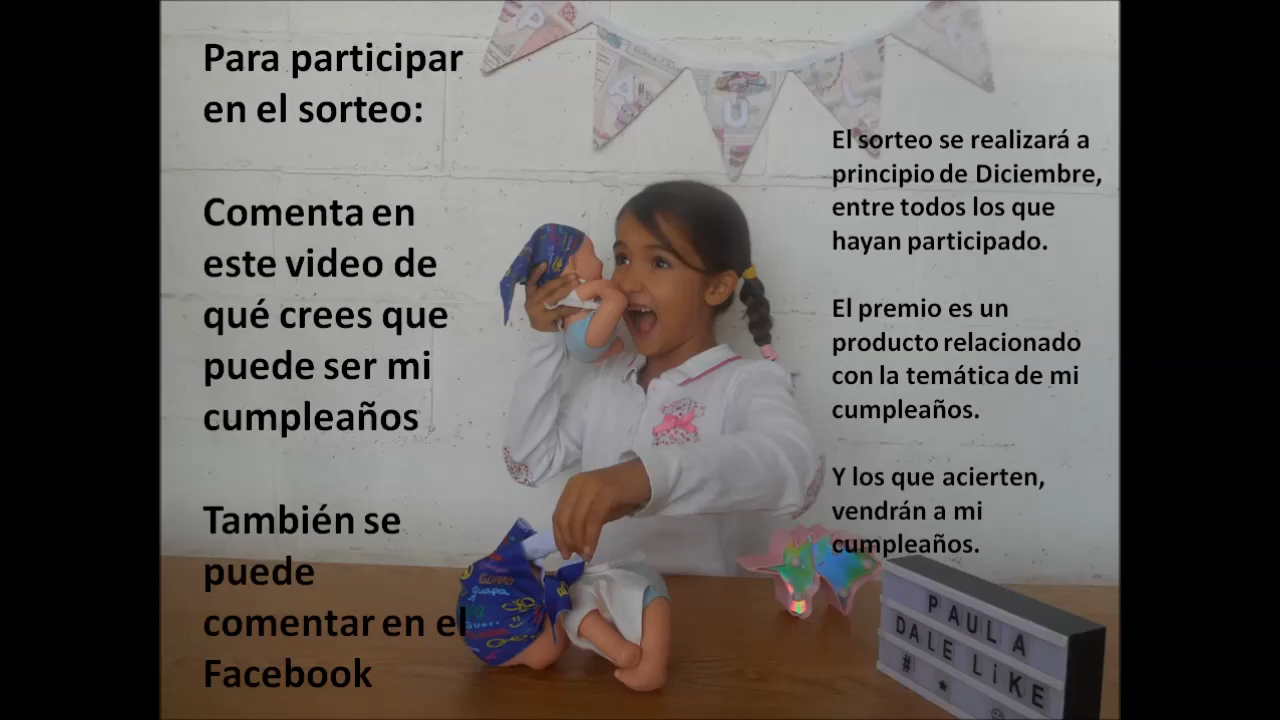 Para participar
en el sorteo:
Comenta en
este video de
qué crees que
puede ser mi
cumpleaños
También se
puede
comentar en el
Facebook
P
A
U
L
A
El sorteo se realizará a
principio de Diciembre,
entre todos los que
hayan participado.
El premio es un
producto relacionado
con la temática de mi
cumpleaños.
Y los que acierten,
vendrán a mi
cumpleaños.
guapa
PAULA
DALE LiKE
#